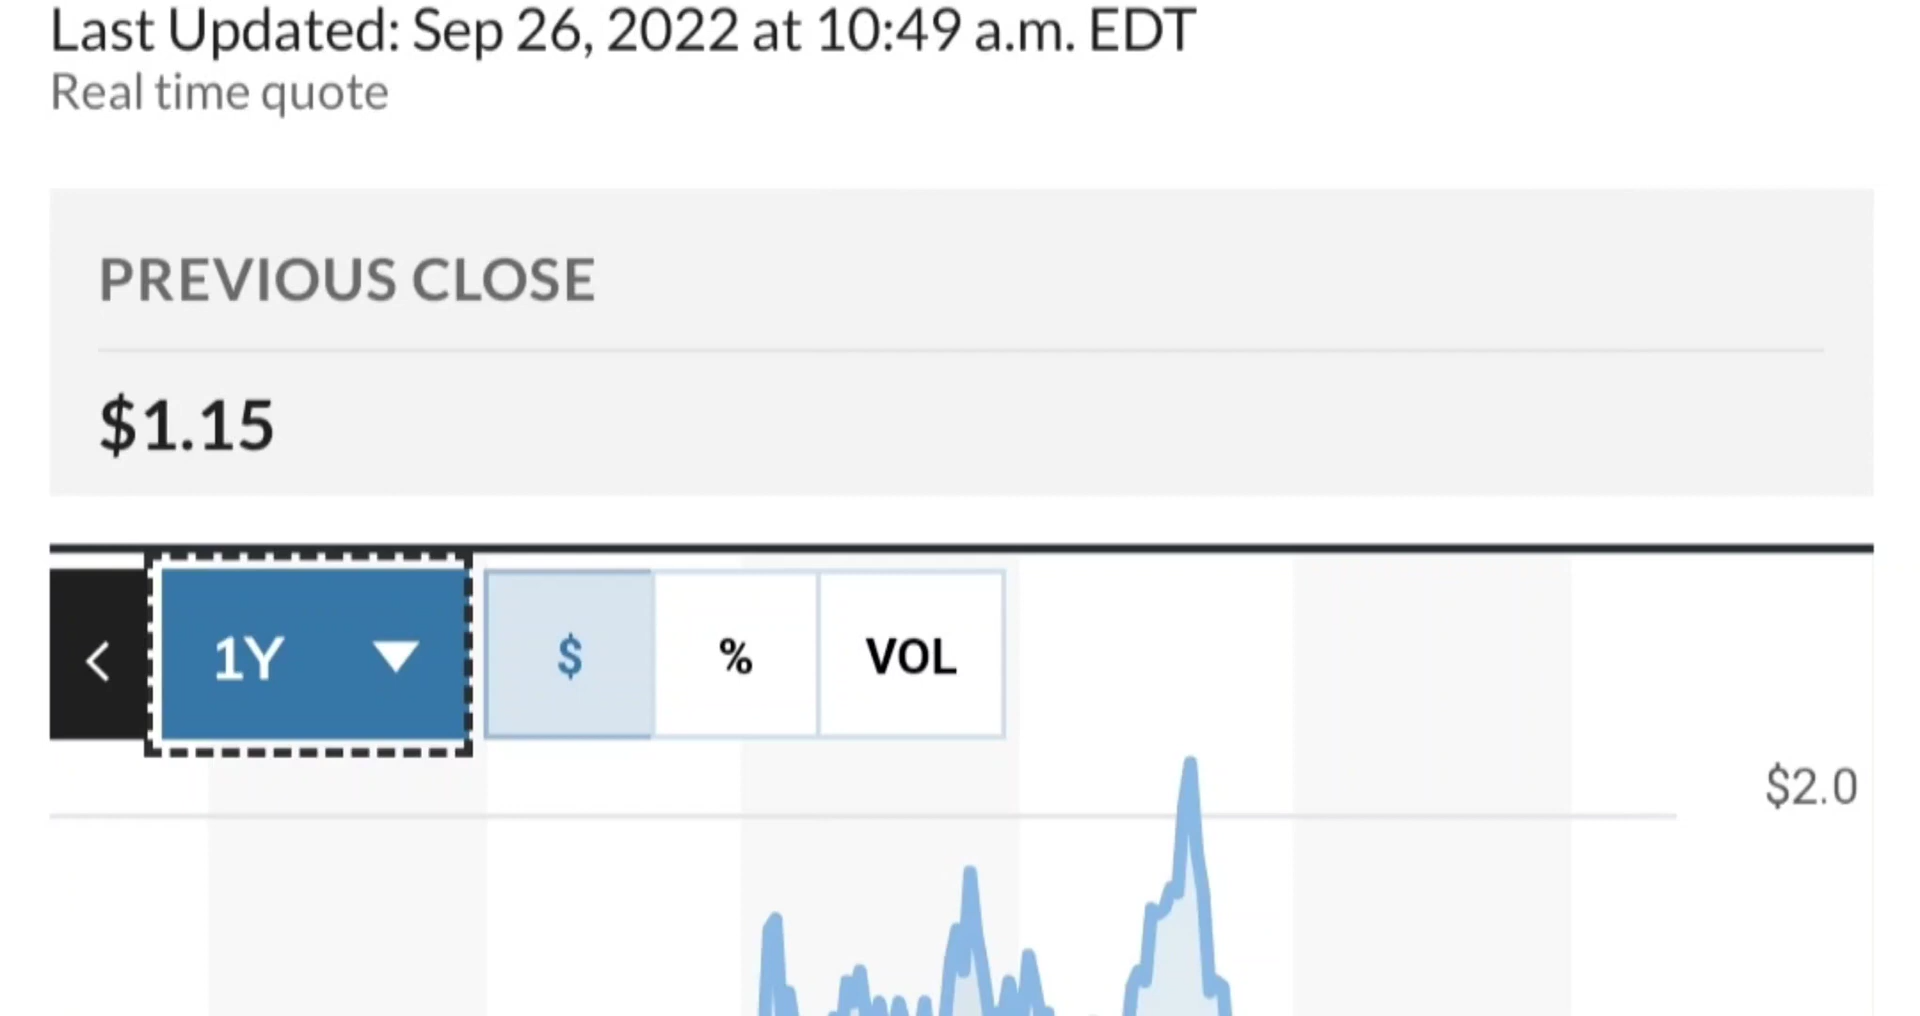 Last Updated: Sep 26, 2022 at 10:49 a.m. EDT
Real time quote
PREVIOUS CLOSE
$1.15
1Y $ % VOL
$2.0